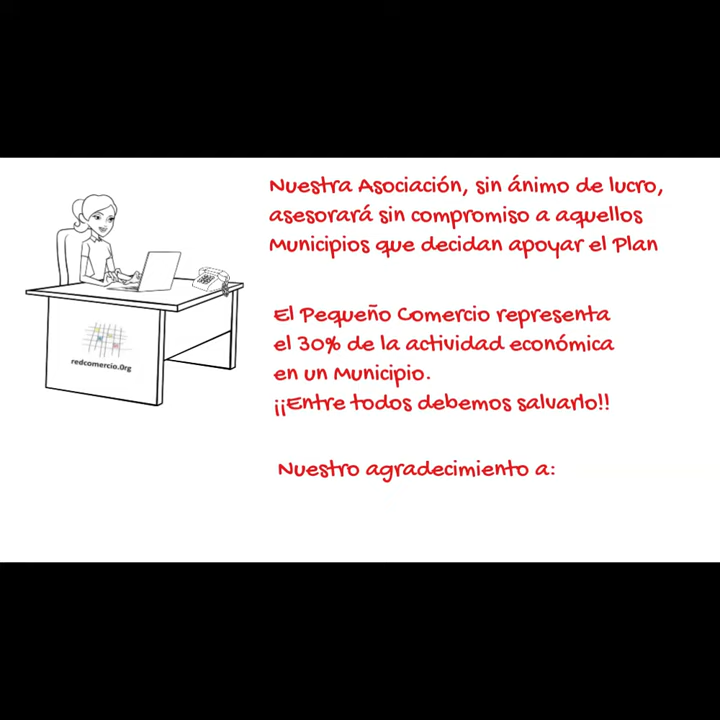 Nuestra Asociación, sin ánimo de lucro,
asesorará sin compromiso a aquellos
Municipios que decidan apoyar el Plan
El Pequeño Comercio representa
el 30% de la actividad económica
en un Municipio.
¡¡Entre todos debemos salvarlo!!
redcomercio.Org
Nuestro agradecimiento a: